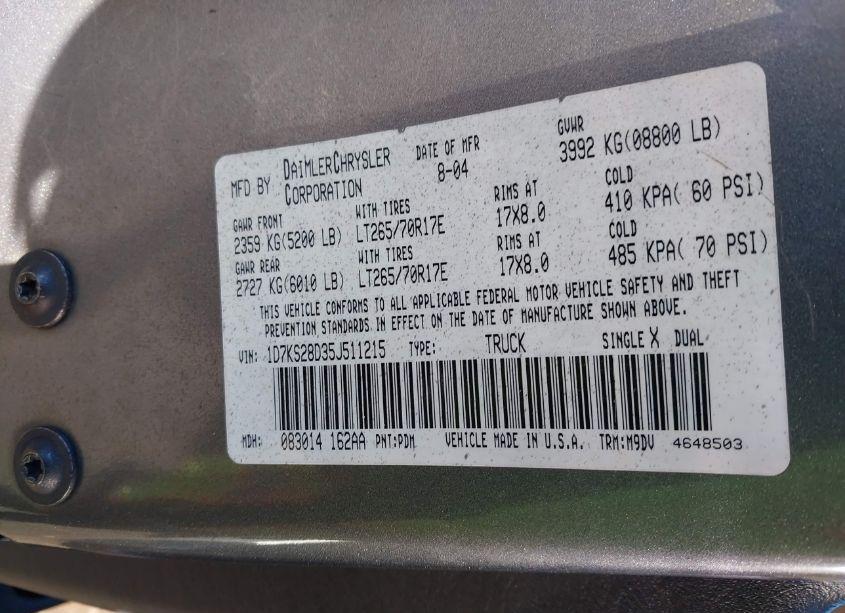 MFD BY DAIMLERCHRYSLER CORPORATION DATE OF MFR 8-04 GVWR 3992 KG(08800 LB)
GAWR FRONT WITH TIRES RIMS AT COLD
2359 KG(5200 LB) LT265/70R17E 17X8.0 410 KPA( 60 PSI)
GAWR REAR WITH TIRES RIMS AT COLD
2727 KG(6010 LB) LT265/70R17E 17X8.0 485 KPA( 70 PSI)
THIS VEHICLE CONFORMS TO ALL APPLICABLE FEDERAL MOTOR VEHICLE SAFETY AND THEFT
PREVENTION STANDARDS IN EFFECT ON THE DATE OF MANUFACTURE SHOWN ABOVE.
VIN: 1D7KS28D35J511215 TYPE: TRUCK SINGLE X DUAL
MDH: 083014 162AA PNT:PDM VEHICLE MADE IN U.S.A. TRM:M9DV 4648503